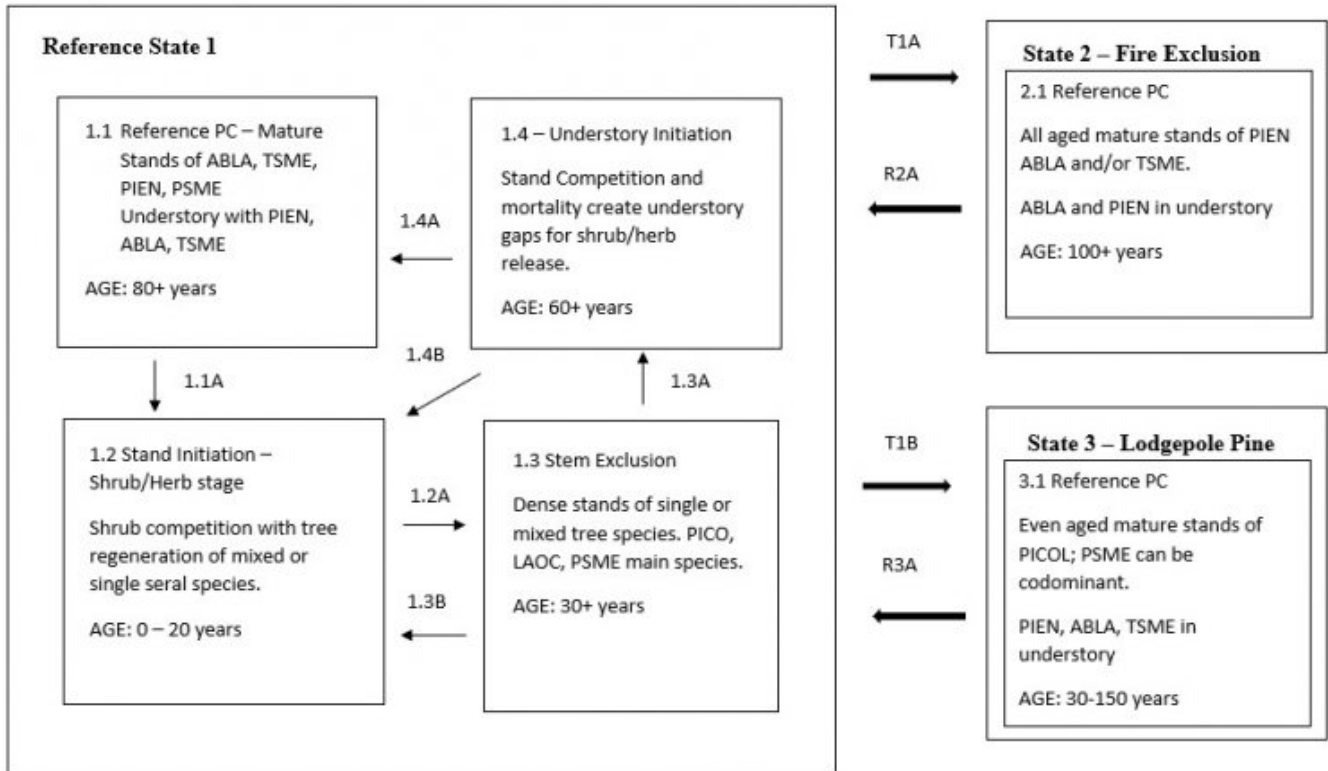 Reference State 1
1.1 Reference PC – Mature
Stands of ABLA, TSME,
PIEN, PSME
Understory with PIEN,
ABLA, TSME
AGE: 80+ years
1.4A
1.4 – Understory Initiation
Stand Competition and
mortality create understory
gaps for shrub/herb
release.
AGE: 60+ years
1.1A
1.4B
1.3A
1.2 Stand Initiation –
Shrub/Herb stage
Shrub competition with tree
regeneration of mixed or
single seral species.
AGE: 0 – 20 years
1.2A
1.3B
1.3 Stem Exclusion
Dense stands of single or
mixed tree species. PICO,
LAOC, PSME main species.
AGE: 30+ years
T1A
R2A
State 2 – Fire Exclusion
2.1 Reference PC
All aged mature stands of PIEN
ABLA and/or TSME.
ABLA and PIEN in understory
AGE: 100+ years
T1B
R3A
State 3 – Lodgepole Pine
3.1 Reference PC
Even aged mature stands of
PICOL; PSME can be
codominant.
PIEN, ABLA, TSME in
understory
AGE: 30-150 years